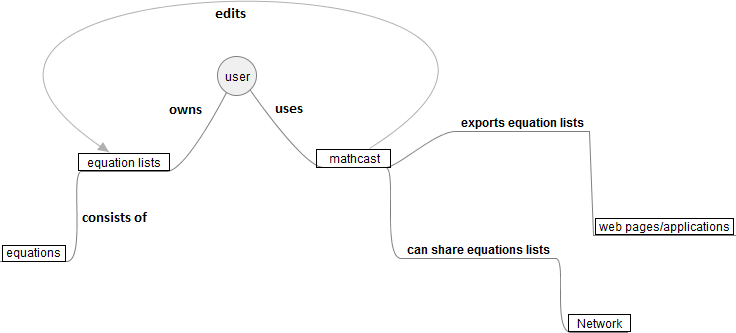 edits
user
owns
uses
exports equation lists
equation lists
mathcast
consists of
web pages/applications
equations
can share equations lists
Network